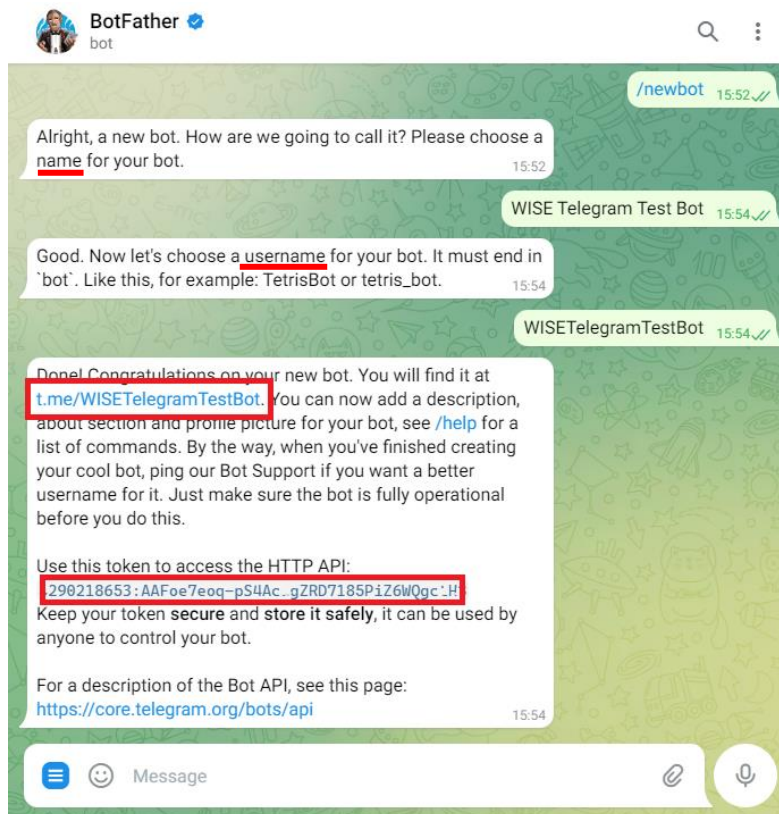 BotFather
bot
/newbot 15:52
Alright, a new bot. How are we going to call it? Please choose a
name for your bot.
15:52
WISE Telegram Test Bot 15:54
Good. Now let's choose a username for your bot. It must end in
`bot`. Like this, for example: TetrisBot or tetris_bot.
15:54
WISETelegramTestBot 15:54
Done! Congratulations on your new bot. You will find it at
t.me/WISETelegramTestBot. You can now add a description,
about section and profile picture for your bot, see /help for a
list of commands. By the way, when you've finished creating
your cool bot, ping our Bot Support if you want a better
username for it. Just make sure the bot is fully operational
before you do this.
Use this token to access the HTTP API:
Keep your token secure and store it safely, it can be used by
anyone to control your bot.
For a description of the Bot API, see this page:
https://core.telegram.org/bots/api
15:54
Message